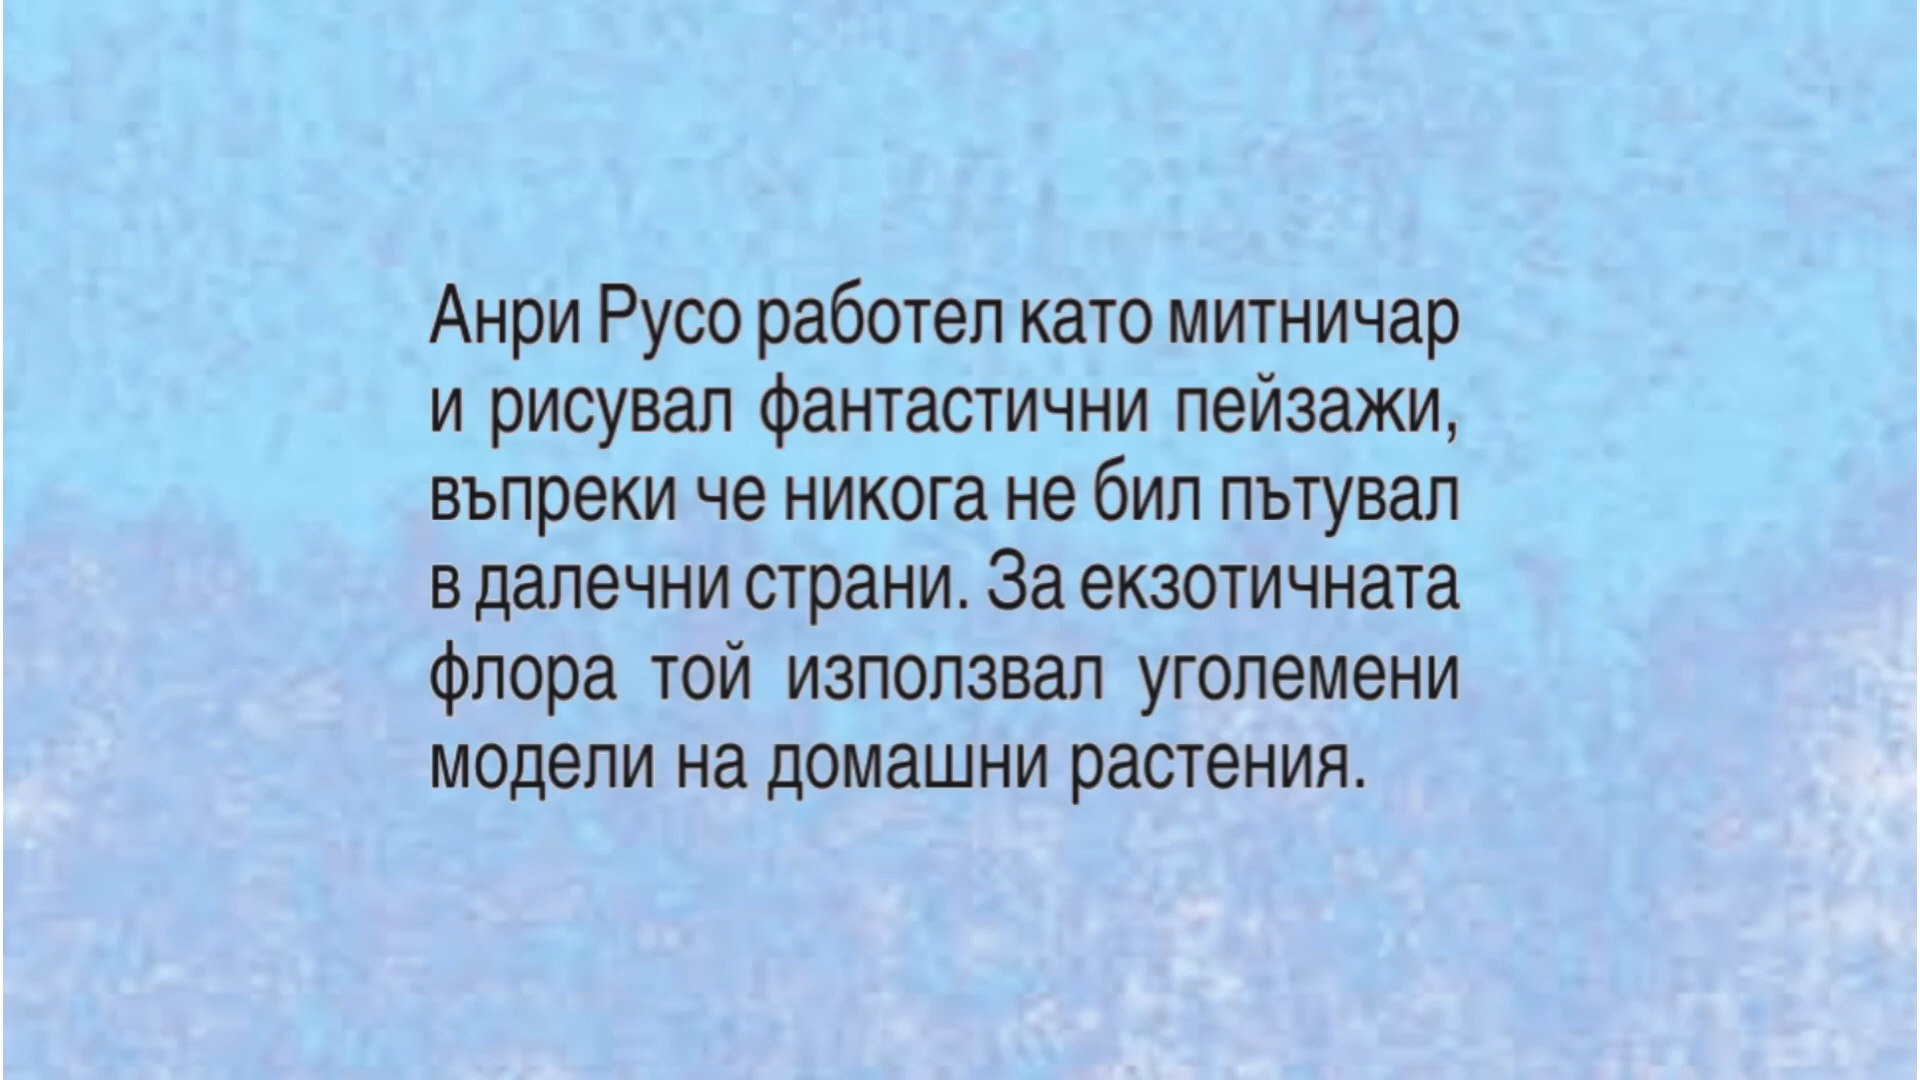 Анри Русо работел като митничар
и рисувал фантастични пейзажи,
въпреки че никога не бил пътувал
в далечни страни. За екзотичната
флора той използвал уголемени
модели на домашни растения.